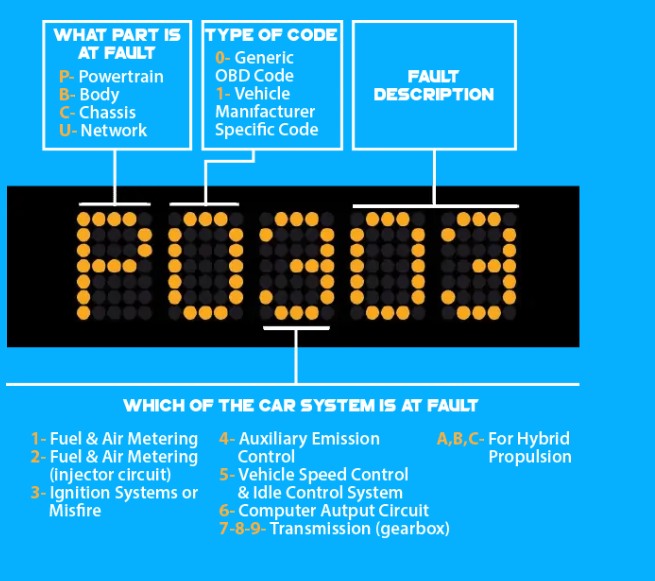 WHAT PART IS
AT FAULT
P- Powertrain
B- Body
C- Chassis
U- Network
TYPE OF CODE
0- Generic
OBD Code
1- Vehicle
Manifacturer
Specific Code
FAULT
DESCRIPTION
P0303
WHICH OF THE CAR SYSTEM IS AT FAULT
1- Fuel & Air Metering
2- Fuel & Air Metering
(injector circuit)
3- Ignition Systems or
Misfire
4- Auxiliary Emission
Control
5- Vehicle Speed Control
& Idle Control System
6- Computer Autput Circuit
7-8-9- Transmission (gearbox)
A,B,C- For Hybrid
Propulsion